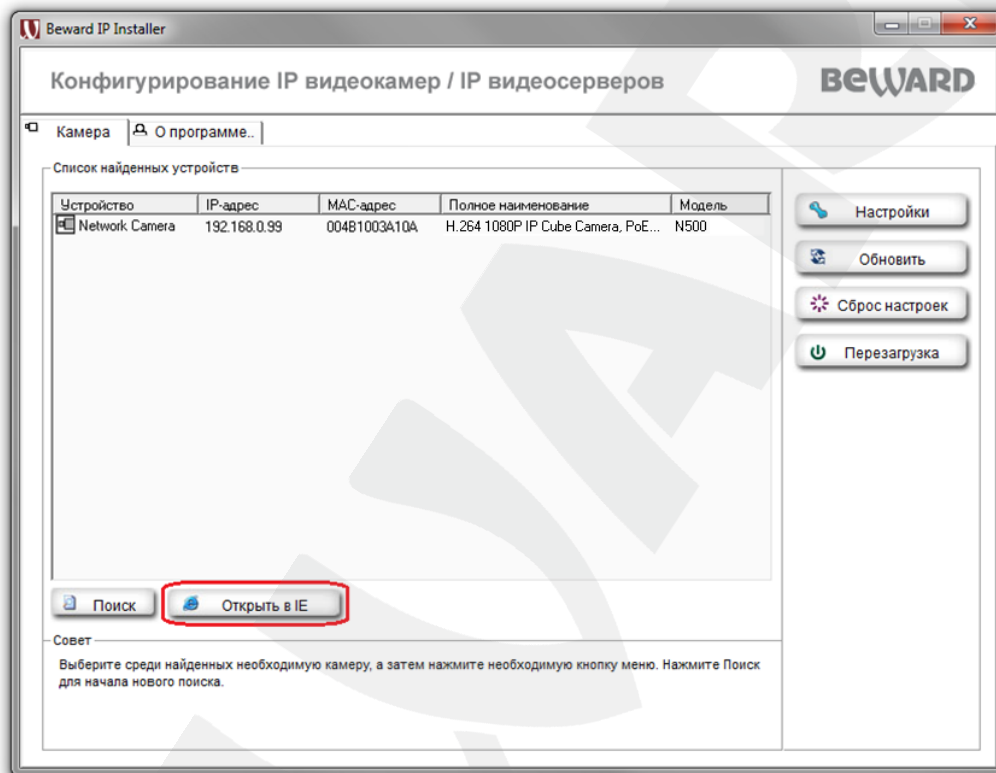 Beward IP Installer
Конфигурирование IP видеокамер / IP видеосерверов
BEWARD
Камера О программе..
Список найденных устройств
Устройство IP-адрес MAC-адрес Полное наименование Модель
Network Camera 192.168.0.99 004B1003A10A H.264 1080P IP Cube Camera, PoE... N500
Настройки
Обновить
Сброс настроек
Перезагрузка
Поиск Открыть в IE
Совет
Выберите среди найденных необходимую камеру, а затем нажмите необходимую кнопку меню. Нажмите Поиск
для начала нового поиска.